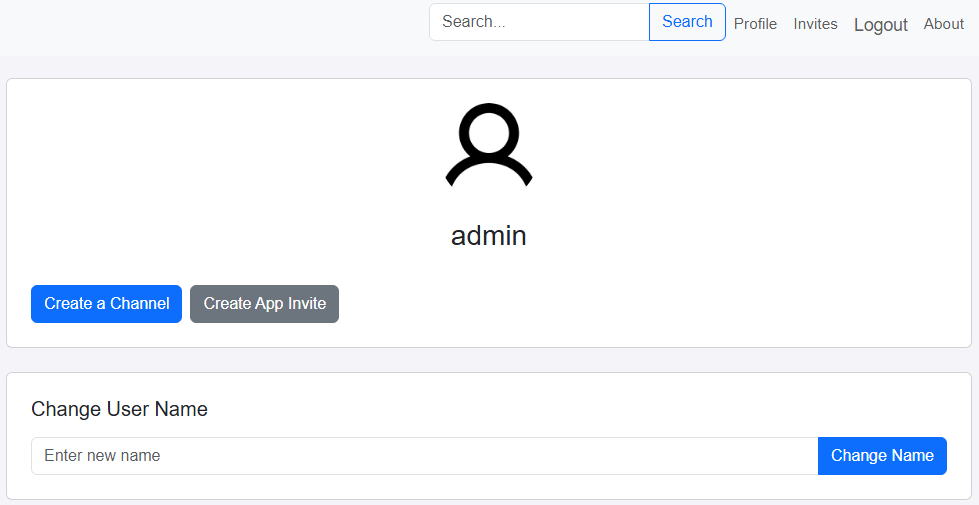 Search... Search Profile Invites Logout About
admin
Create a Channel Create App Invite
Change User Name
Enter new name Change Name